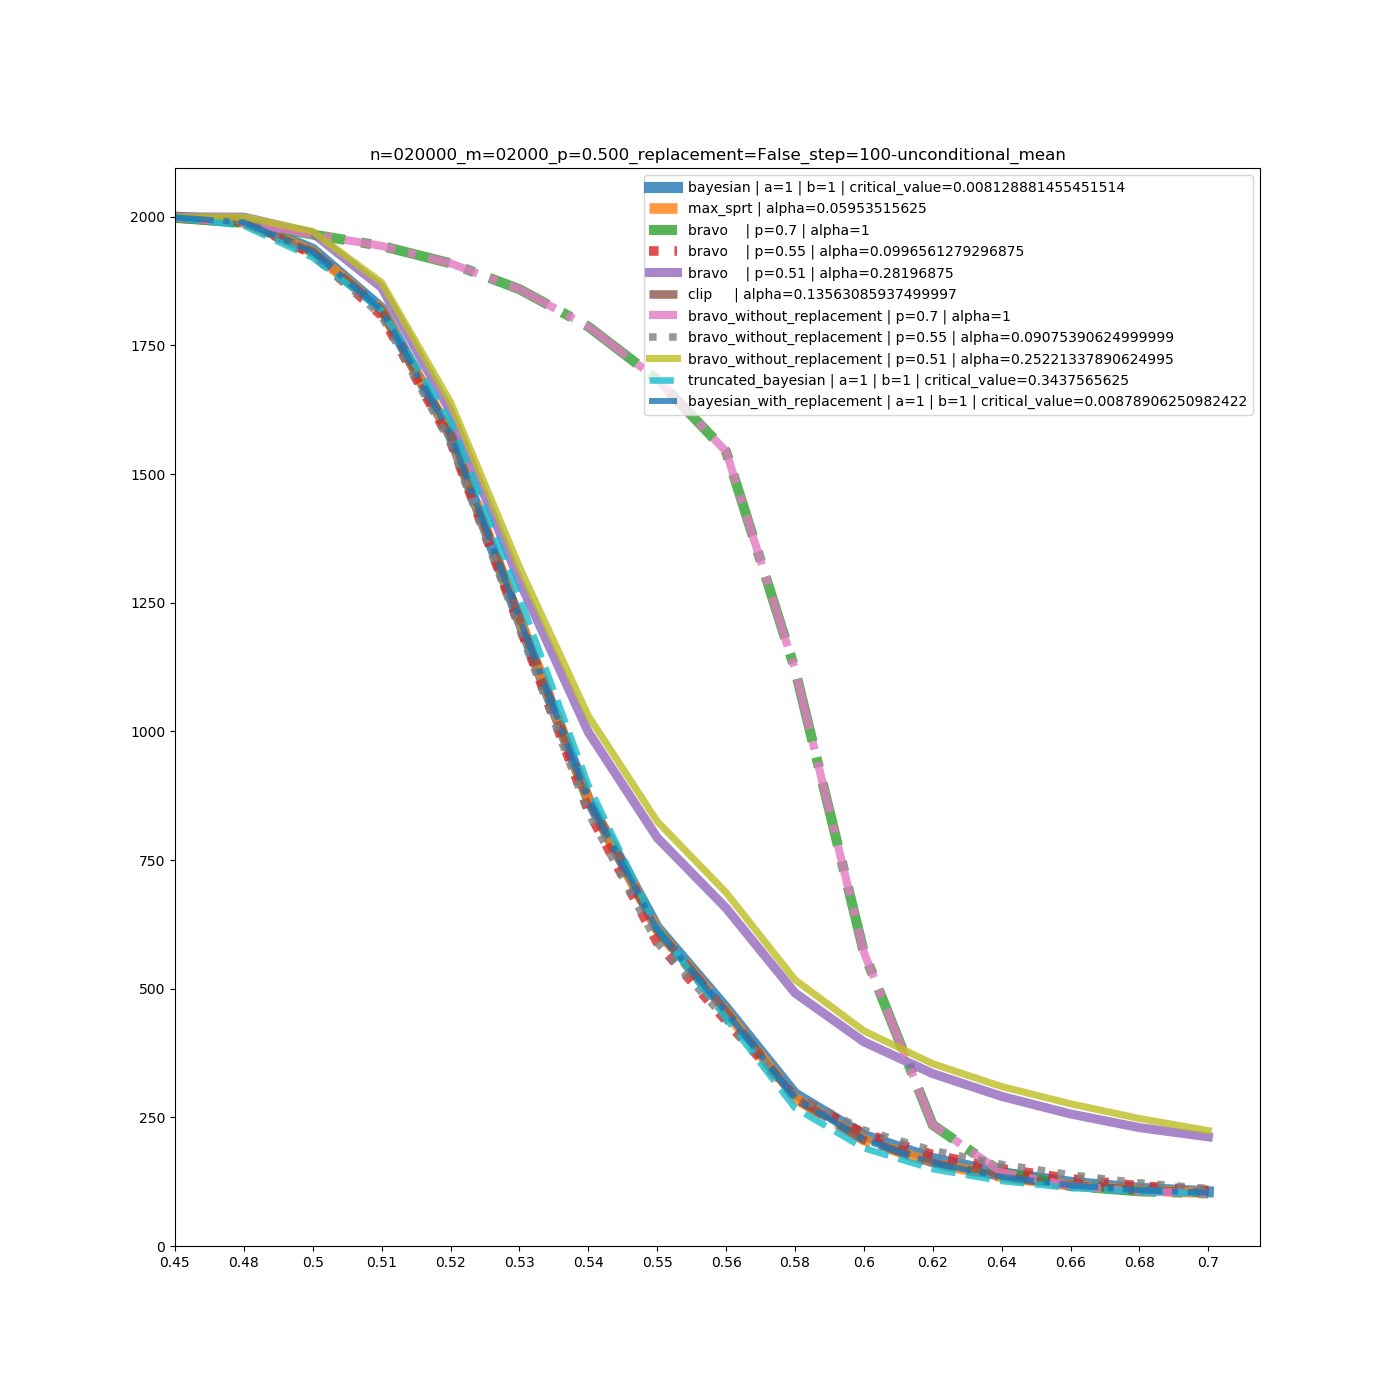 n=020000_m=02000_p=0.500_replacement=False_step=100-unconditional_mean
bayesian | a=1 | b=1 | critical_value=0.008128881455451514
max_sprt | alpha=0.05953515625
bravo | p=0.7 | alpha=1
bravo | p=0.55 | alpha=0.0996561279296875
bravo | p=0.51 | alpha=0.28196875
clip | alpha=0.13563085937499997
bravo_without_replacement | p=0.7 | alpha=1
bravo_without_replacement | p=0.55 | alpha=0.09075390624999999
bravo_without_replacement | p=0.51 | alpha=0.25221337890624995
truncated_bayesian | a=1 | b=1 | critical_value=0.3437565625
bayesian_with_replacement | a=1 | b=1 | critical_value=0.00878906250982422
2000
1750
1500
1250
1000
750
500
250
0
0.45 0.48 0.5 0.51 0.52 0.53 0.54 0.55 0.56 0.58 0.6 0.62 0.64 0.66 0.68 0.7